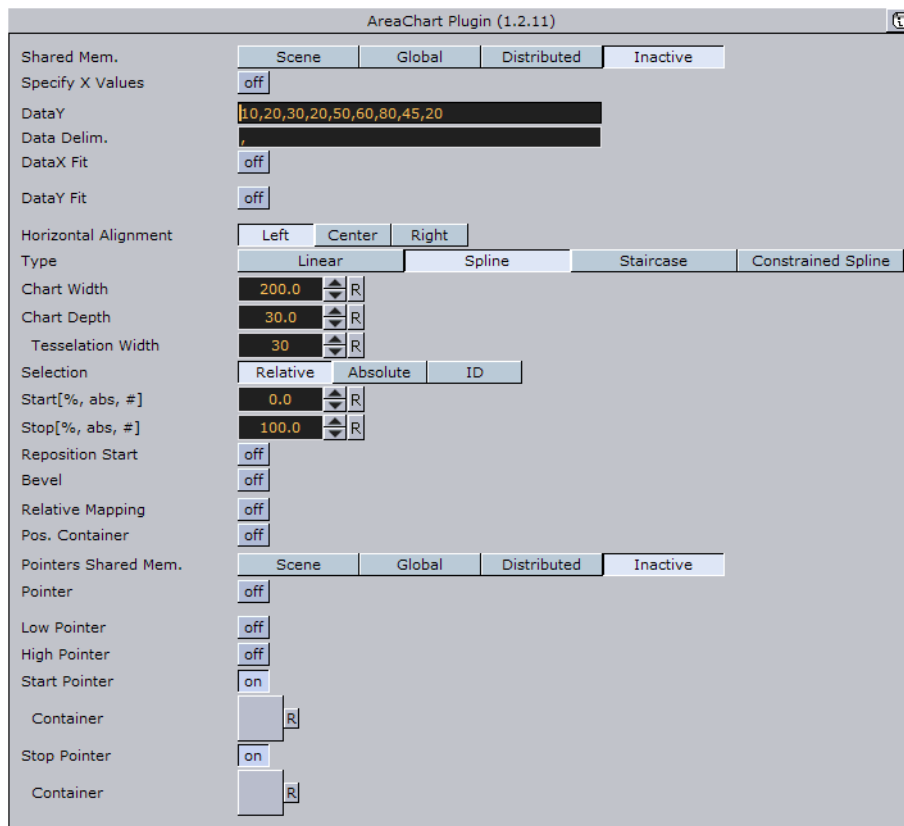 AreaChart Plugin (1.2.11)
Shared Mem. Scene Global Distributed Inactive
Specify X Values off
DataY 10,20,30,20,50,60,80,45,20
Data Delim. ,
DataX Fit off
DataY Fit off
Horizontal Alignment Left Center Right
Type Linear Spline Staircase Constrained Spline
Chart Width 200.0 R
Chart Depth 30.0 R
Tesselation Width 30 R
Selection Relative Absolute ID
Start[%, abs, #] 0.0 R
Stop[%, abs, #] 100.0 R
Reposition Start off
Bevel off
Relative Mapping off
Pos. Container off
Pointers Shared Mem. Scene Global Distributed Inactive
Pointer off
Low Pointer off
High Pointer off
Start Pointer on
Container R
Stop Pointer on
Container R